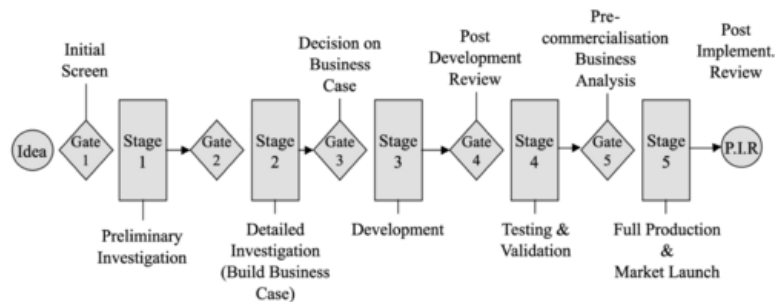 Initial
Screen
Decision on
Business
Case
Post
Development
Review
Pre-
commercialisation
Business
Analysis
Post
Implement.
Review
Idea
Gate
1
Stage
1
Gate
2
Stage
2
Gate
3
Stage
3
Gate
4
Stage
4
Gate
5
Stage
5
P.I.R
Preliminary
Investigation
Detailed
Investigation
(Build Business
Case)
Development
Testing &
Validation
Full Production
&
Market Launch